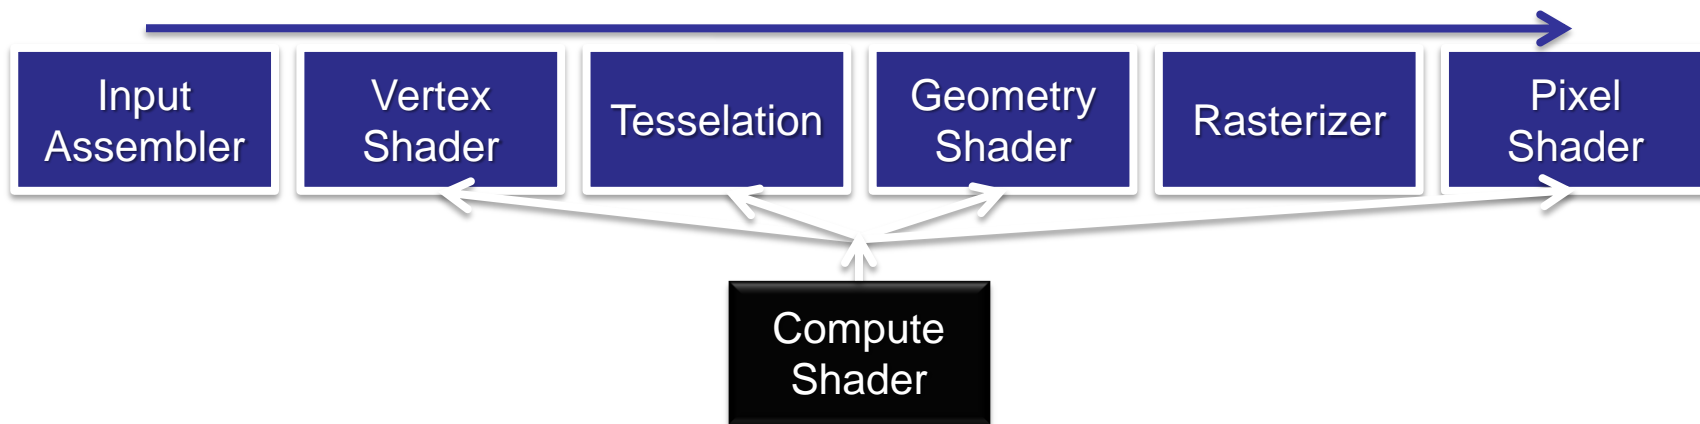 Input
Assembler
Vertex
Shader
Tesselation
Geometry
Shader
Rasterizer
Pixel
Shader
Compute
Shader